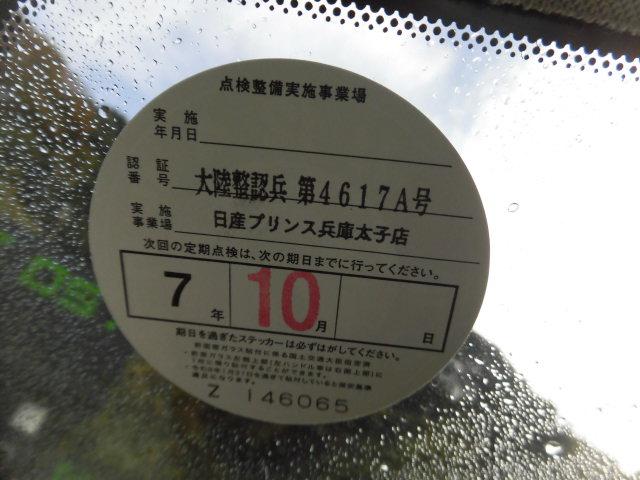 点検整備実施事業場
実施
年月日
認証
番号 大陸整認兵 第4617A号
実施
事業場 日産プリンス兵庫太子店
次回の定期点検は、次の期日までに行ってください。
7年 10月 日
期日を過ぎたステッカーは必ずはがしてください。
Z 146065